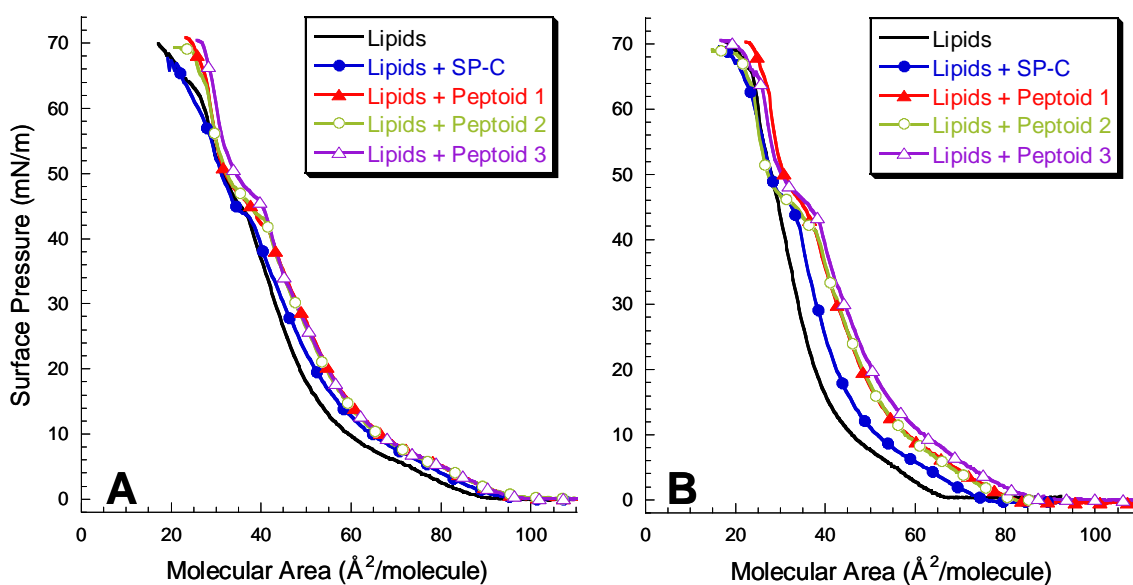 Surface Pressure (mN/m)
70
60
50
40
30
20
10
0
0
20
40
60
80
100
Molecular Area (Å²/molecule)
A
Lipids
Lipids + SP-C
Lipids + Peptoid 1
Lipids + Peptoid 2
Lipids + Peptoid 3
70
60
50
40
30
20
10
0
0
20
40
60
80
100
Molecular Area (Å²/molecule)
B
Lipids
Lipids + SP-C
Lipids + Peptoid 1
Lipids + Peptoid 2
Lipids + Peptoid 3